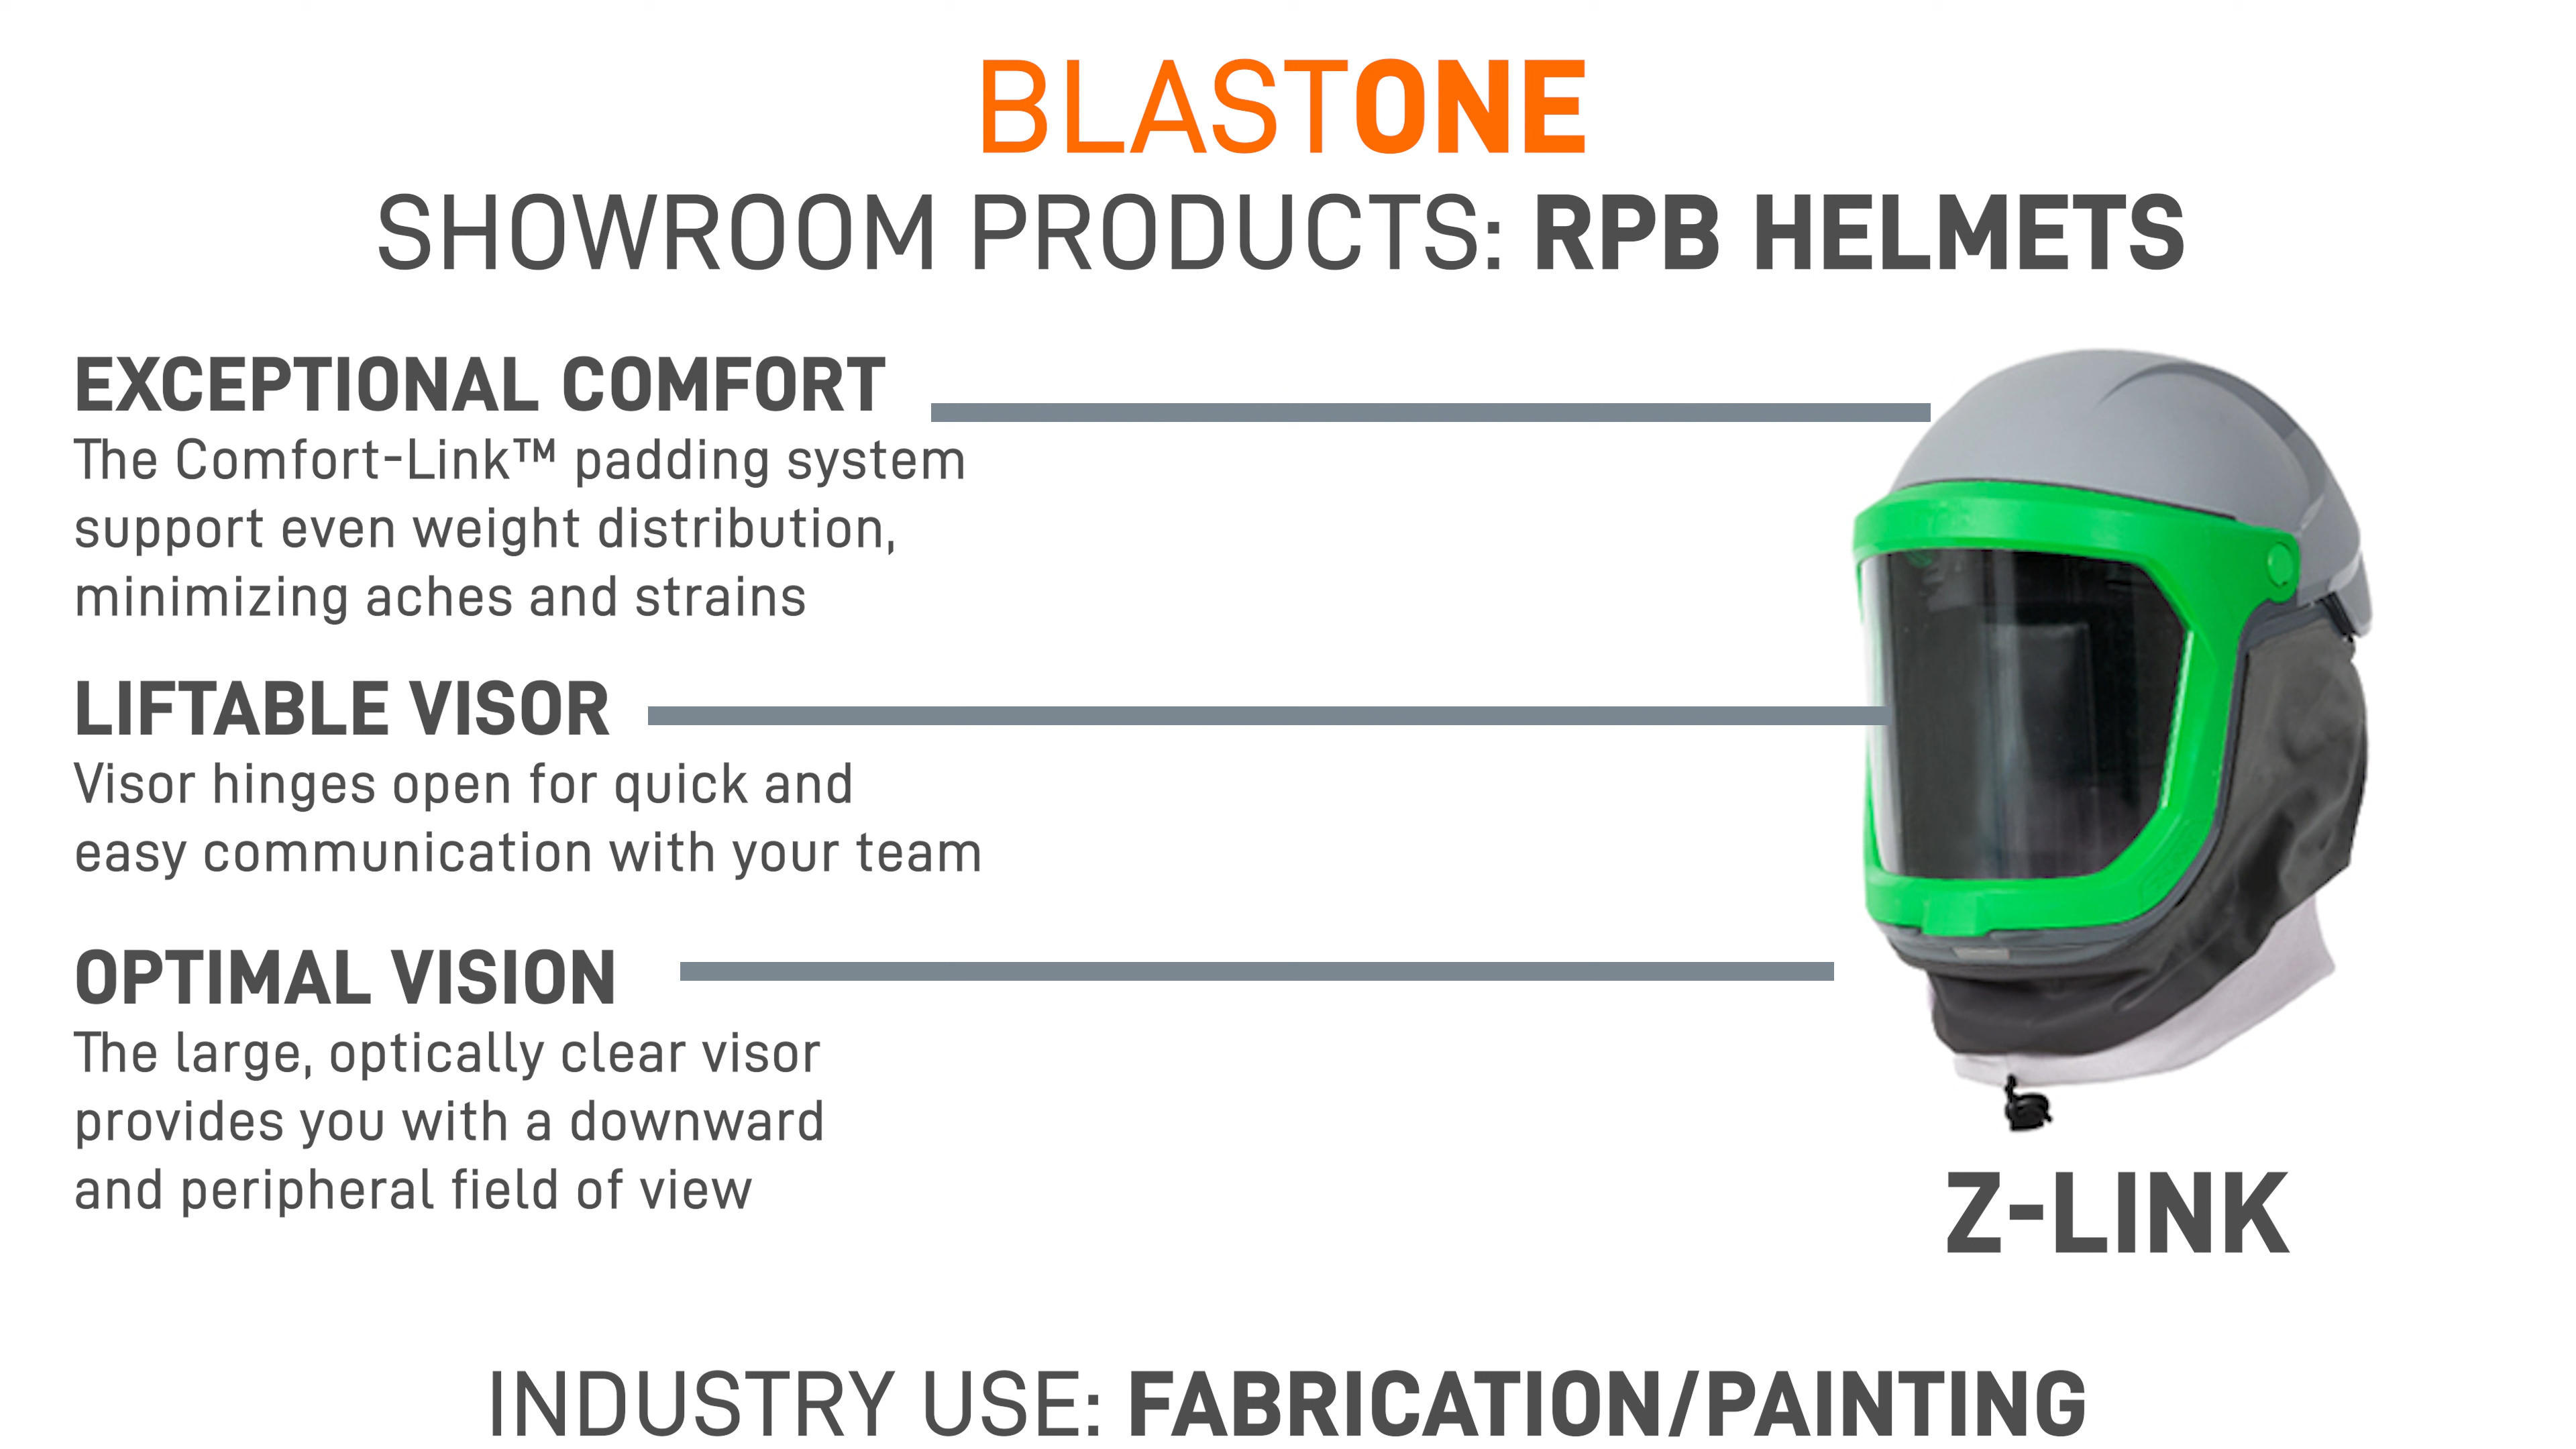 BLASTONE
SHOWROOM PRODUCTS: RPB HELMETS
EXCEPTIONAL COMFORT
The Comfort-Link™ padding system
support even weight distribution,
minimizing aches and strains
LIFTABLE VISOR
Visor hinges open for quick and
easy communication with your team
OPTIMAL VISION
The large, optically clear visor
provides you with a downward
and peripheral field of view
Z-LINK
INDUSTRY USE: FABRICATION/PAINTING